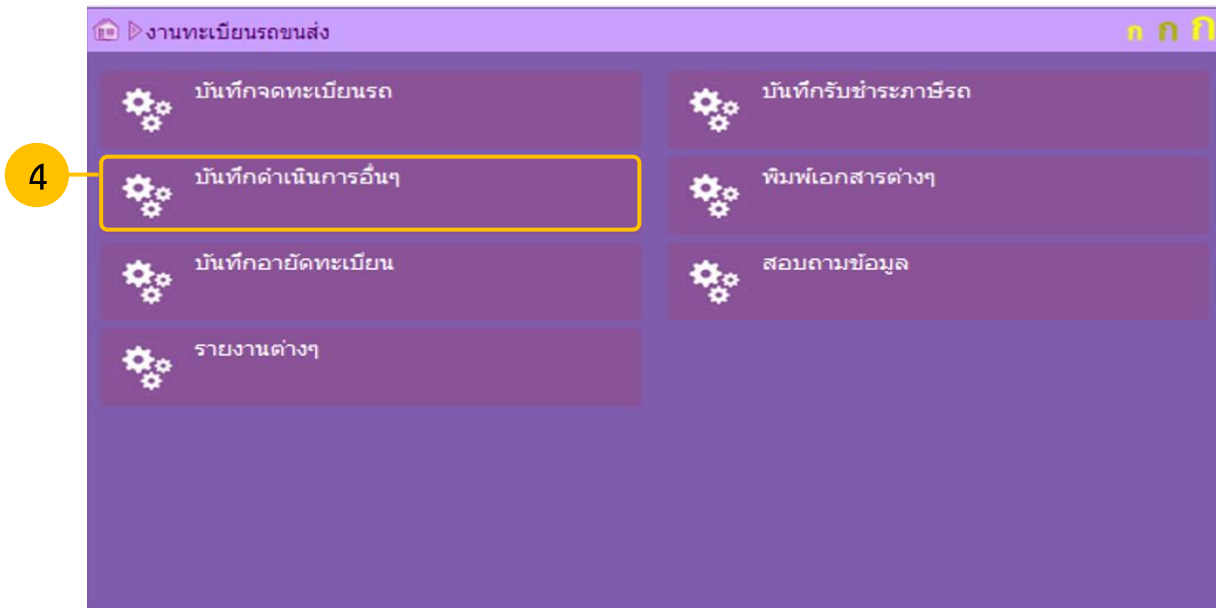 งานทะเบียนรถขนส่ง
ก ก ก
บันทึกจดทะเบียนรถ
บันทึกรับชำระภาษีรถ
4
บันทึกดำเนินการอื่นๆ
พิมพ์เอกสารต่างๆ
บันทึกอายัดทะเบียน
สอบถามข้อมูล
รายงานต่างๆ